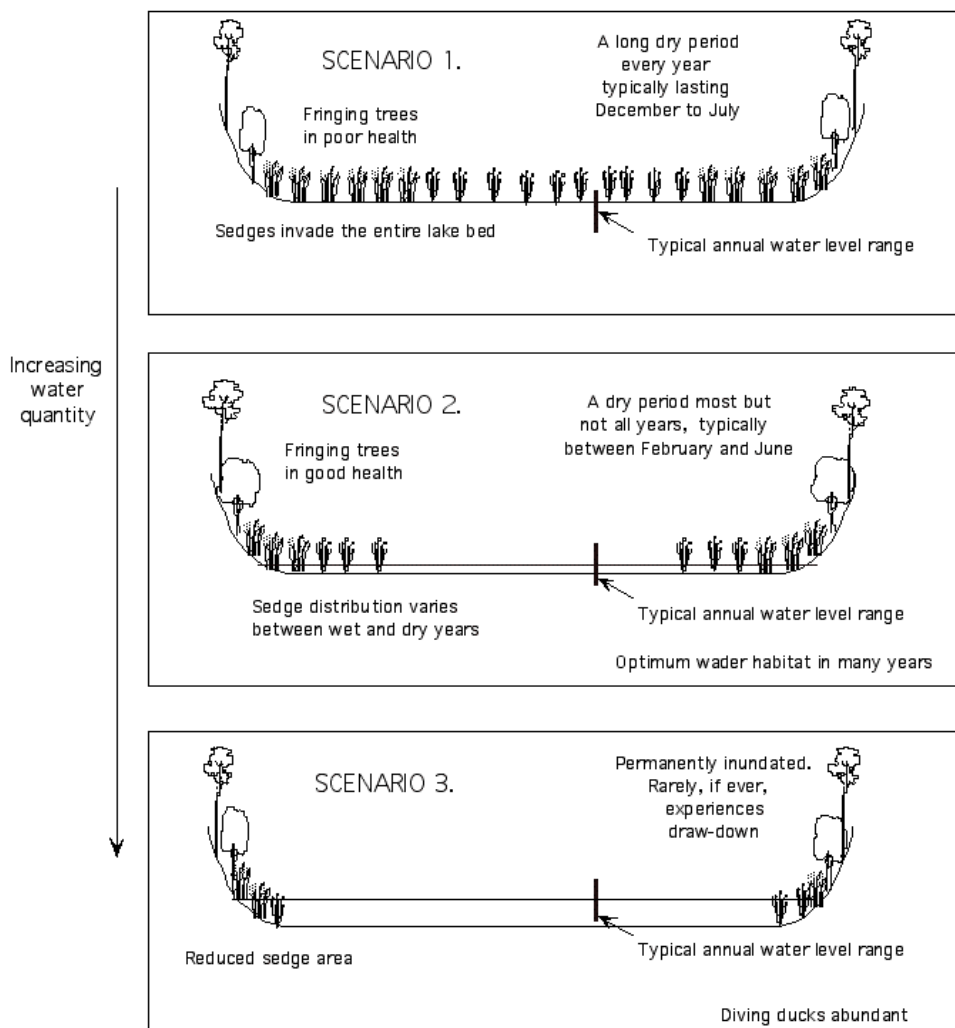 SCENARIO 1.
A long dry period
every year
typically lasting
December to July
Fringing trees
in poor health
Sedges invade the entire lake bed
Typical annual water level range
Increasing
water
quantity
SCENARIO 2.
A dry period most but
not all years, typically
between February and June
Fringing trees
in good health
Sedge distribution varies
between wet and dry years
Typical annual water level range
Optimum wader habitat in many years
SCENARIO 3.
Permanently inundated.
Rarely, if ever,
experiences
draw-down
Reduced sedge area
Typical annual water level range
Diving ducks abundant